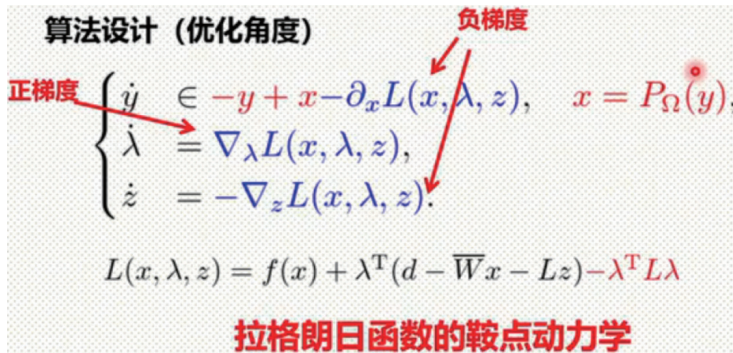 算法设计（优化角度）
负梯度
正梯度
ẏ ∈ −y + x−∂ₓL(x, λ, z), x = P_Ω(y),
λ̇ = ∇_λL(x, λ, z),
ż = −∇_zL(x, λ, z).
L(x, λ, z) = f(x) + λᵀ(d − W̅x − Lz)−λᵀLλ
拉格朗日函数的鞍点动力学